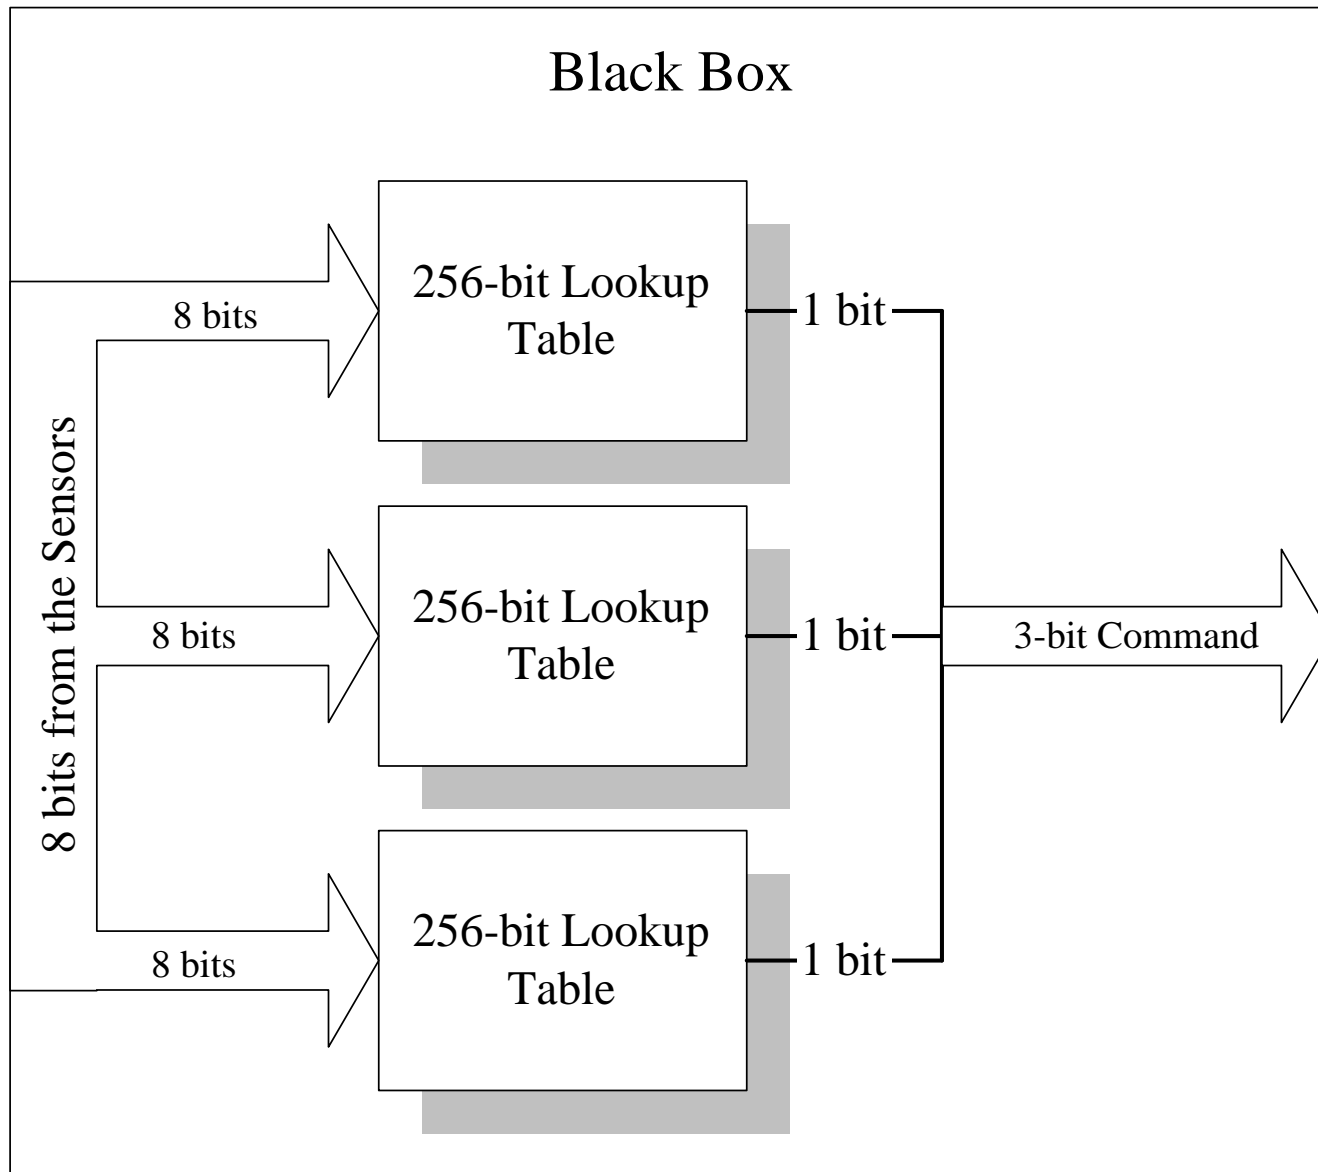 Black Box
8 bits from the Sensors
8 bits
256-bit Lookup
Table
1 bit
8 bits
256-bit Lookup
Table
1 bit
3-bit Command
8 bits
256-bit Lookup
Table
1 bit